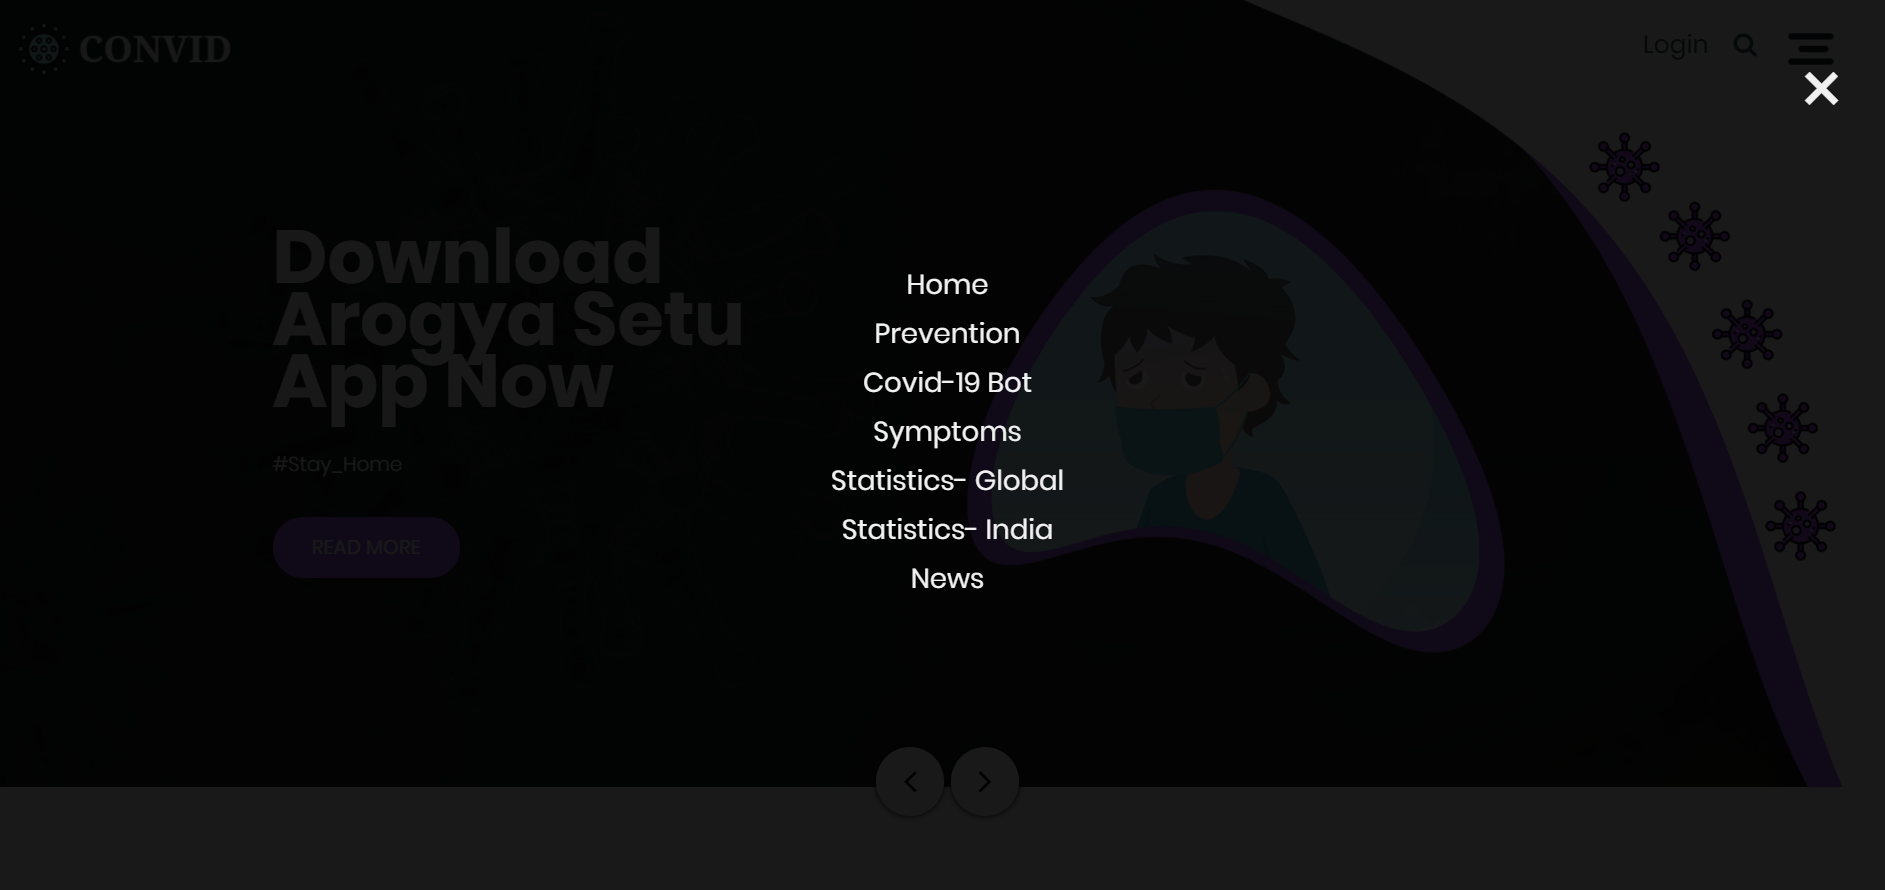 CONVID
Login
Download
Arogya Setu
App Now
#Stay_Home
READ MORE
Home
Prevention
Covid-19 Bot
Symptoms
Statistics- Global
Statistics- India
News